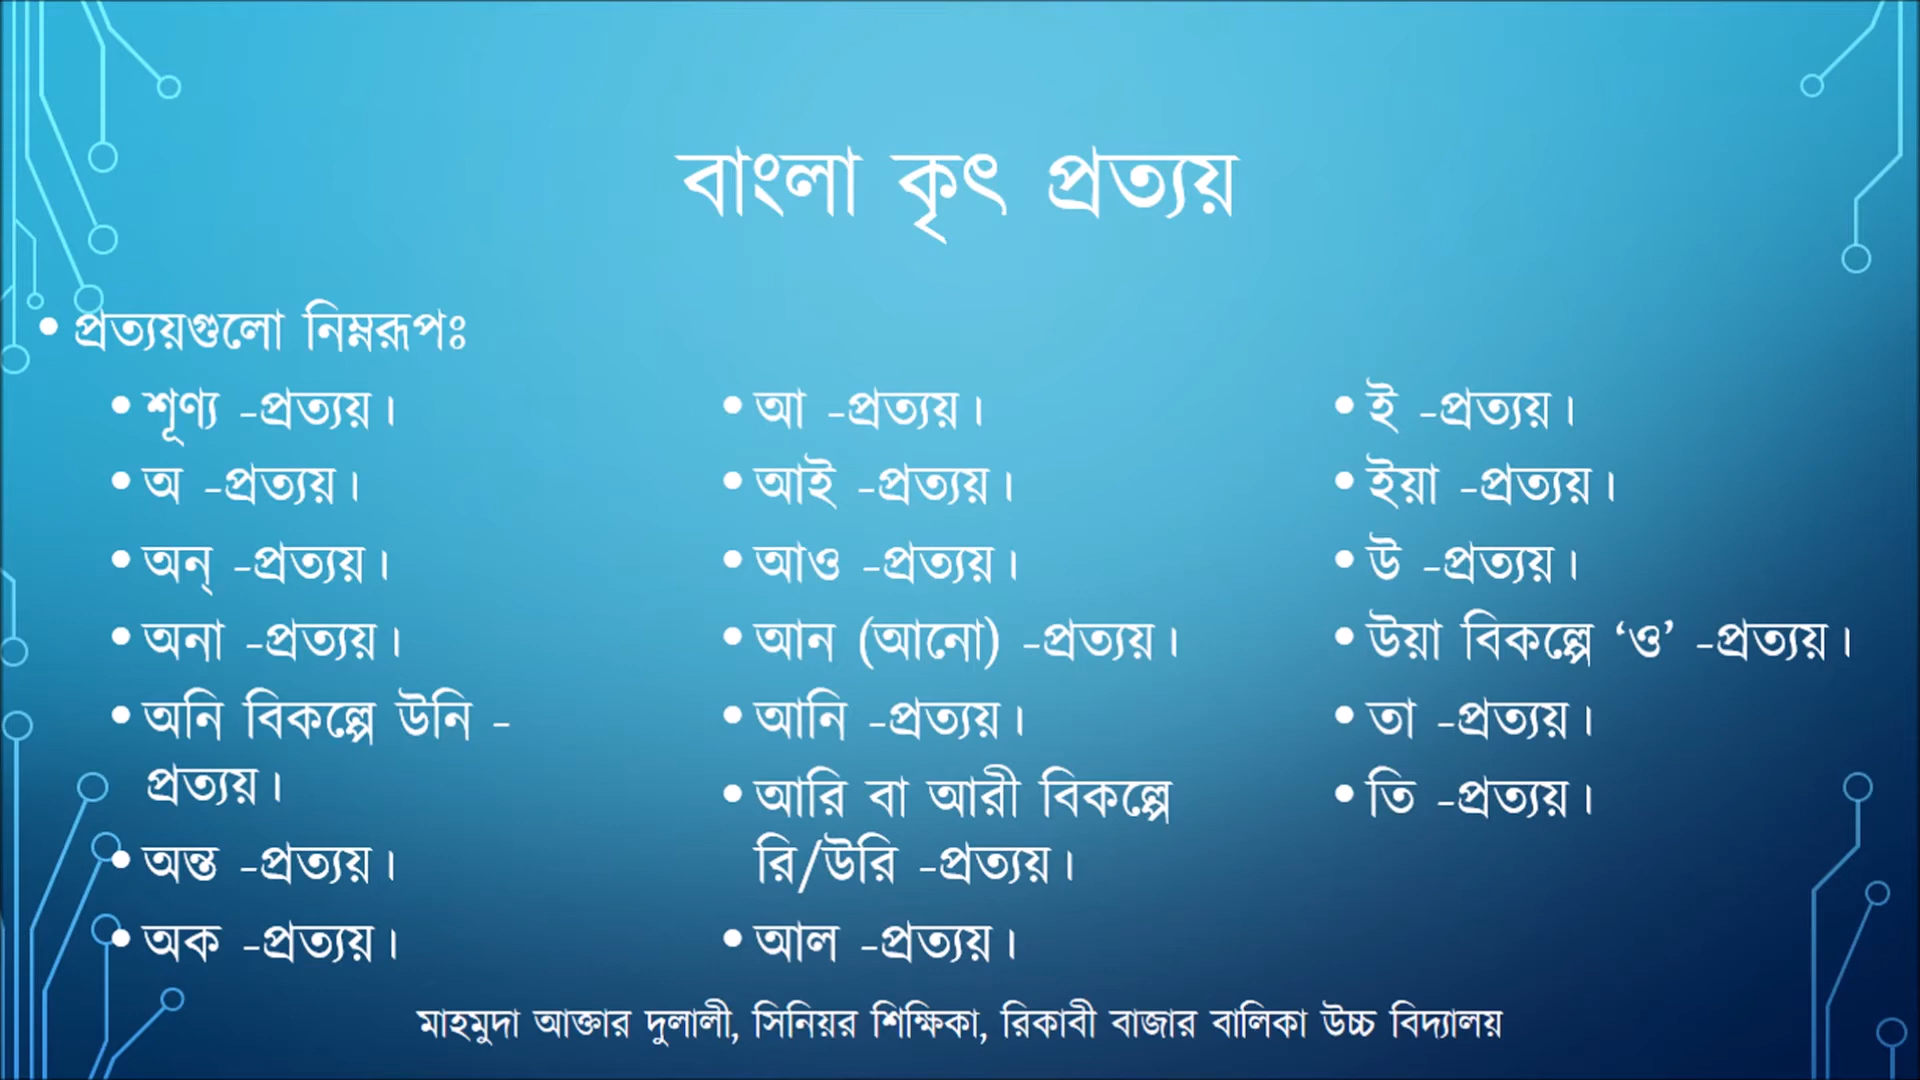 বাংলা কৃৎ প্রত্যয়
• প্রত্যয়গুলো নিম্নরূপঃ
• শূণ্য -প্রত্যয়।
• অ -প্রত্যয়।
• অন্ -প্রত্যয়।
• অনা -প্রত্যয়।
• অনি বিকল্পে উনি -
প্রত্যয়।
• অন্ত -প্রত্যয়।
• অক -প্রত্যয়।
• আ -প্রত্যয়।
• আই -প্রত্যয়।
• আও -প্রত্যয়।
• আন (আনো) -প্রত্যয়।
• আনি -প্রত্যয়।
• আরি বা আরী বিকল্পে
রি/উরি -প্রত্যয়।
• আল -প্রত্যয়।
• ই -প্রত্যয়।
• ইয়া -প্রত্যয়।
• উ -প্রত্যয়।
• উয়া বিকল্পে ‘ও’ -প্রত্যয়।
• তা -প্রত্যয়।
• তি -প্রত্যয়।
মাহমুদা আক্তার দুলালী, সিনিয়র শিক্ষিকা, রিকাবী বাজার বালিকা উচ্চ বিদ্যালয়